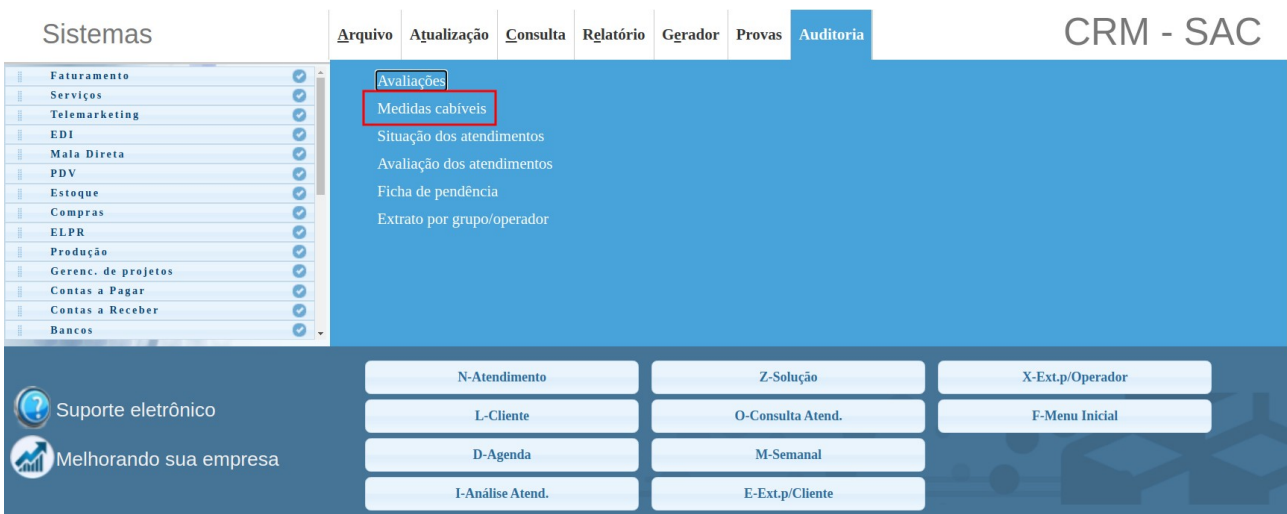 Sistemas
Arquivo Atualização Consulta Relatório Gerador Provas Auditoria
CRM - SAC
Faturamento
Serviços
Telemarketing
EDI
Mala Direta
PDV
Estoque
Compras
ELPR
Produção
Gerenc. de projetos
Contas a Pagar
Contas a Receber
Bancos
Avaliações
Medidas cabíveis
Situação dos atendimentos
Avaliação dos atendimentos
Ficha de pendência
Extrato por grupo/operador
Suporte eletrônico
Melhorando sua empresa
N-Atendimento Z-Solução X-Ext.p/Operador
L-Cliente O-Consulta Atend. F-Menu Inicial
D-Agenda M-Semanal
I-Análise Atend. E-Ext.p/Cliente